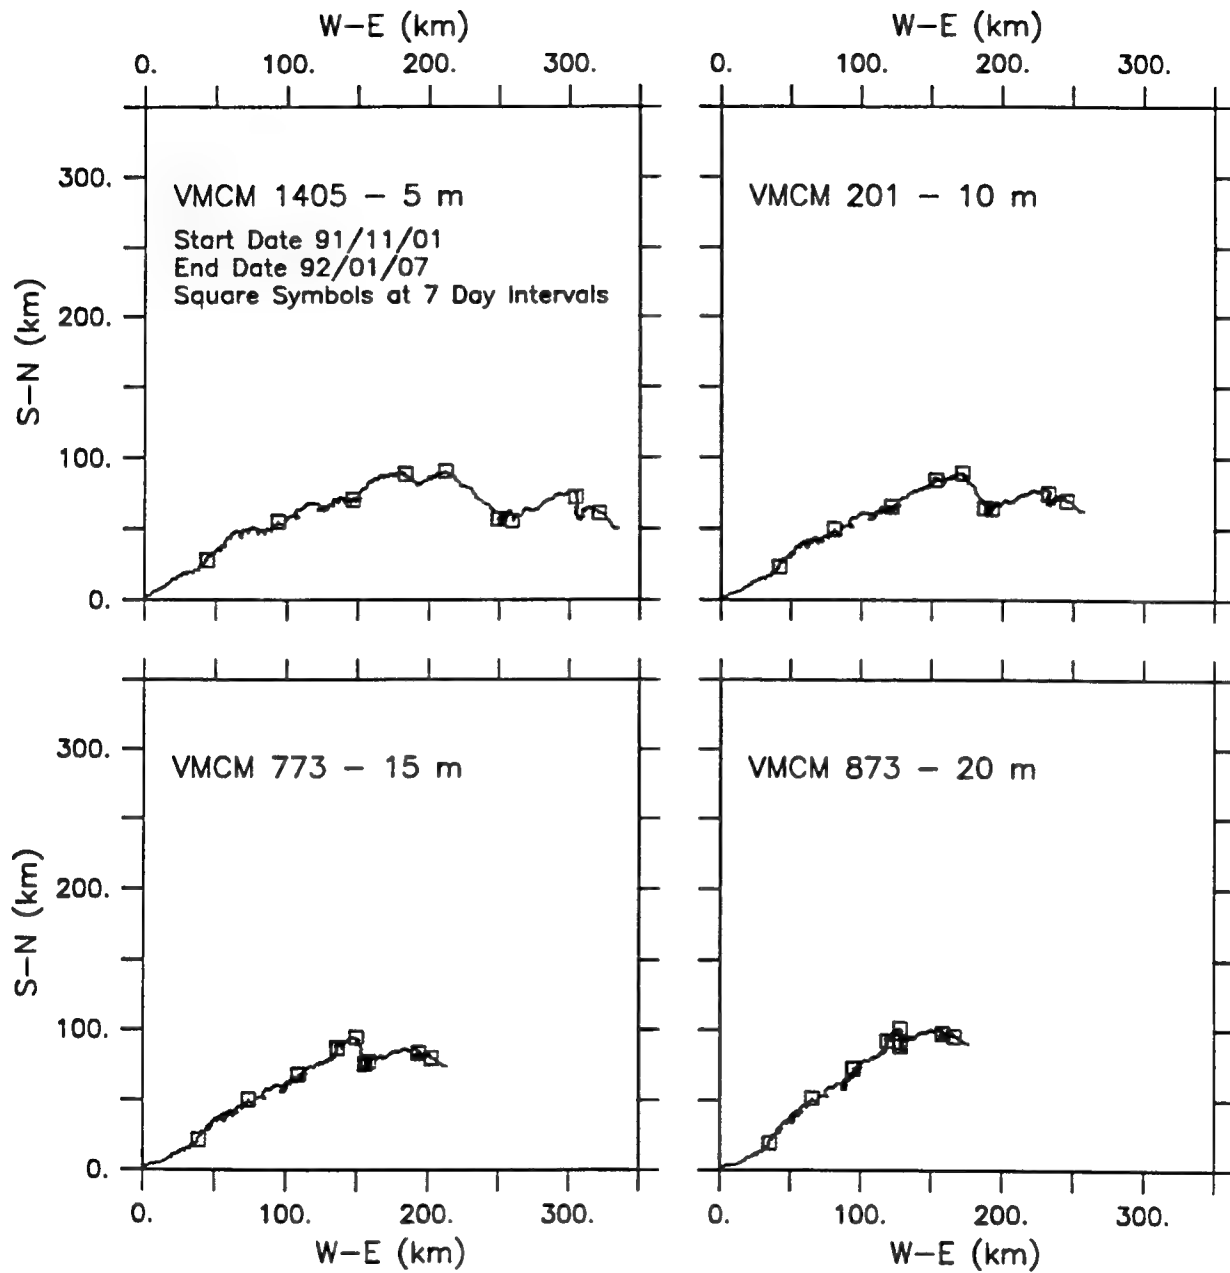 W-E (km) W-E (km)
0. 100. 200. 300. 0. 100. 200. 300.
300.
VMCM 1405 - 5 m VMCM 201 - 10 m
Start Date 91/11/01
End Date 92/01/07
Square Symbols at 7 Day Intervals
200.
S-N (km)
100.
0.
300.
VMCM 773 - 15 m VMCM 873 - 20 m
200.
S-N (km)
100.
0.
0. 100. 200. 300. 0. 100. 200. 300.
W-E (km) W-E (km)